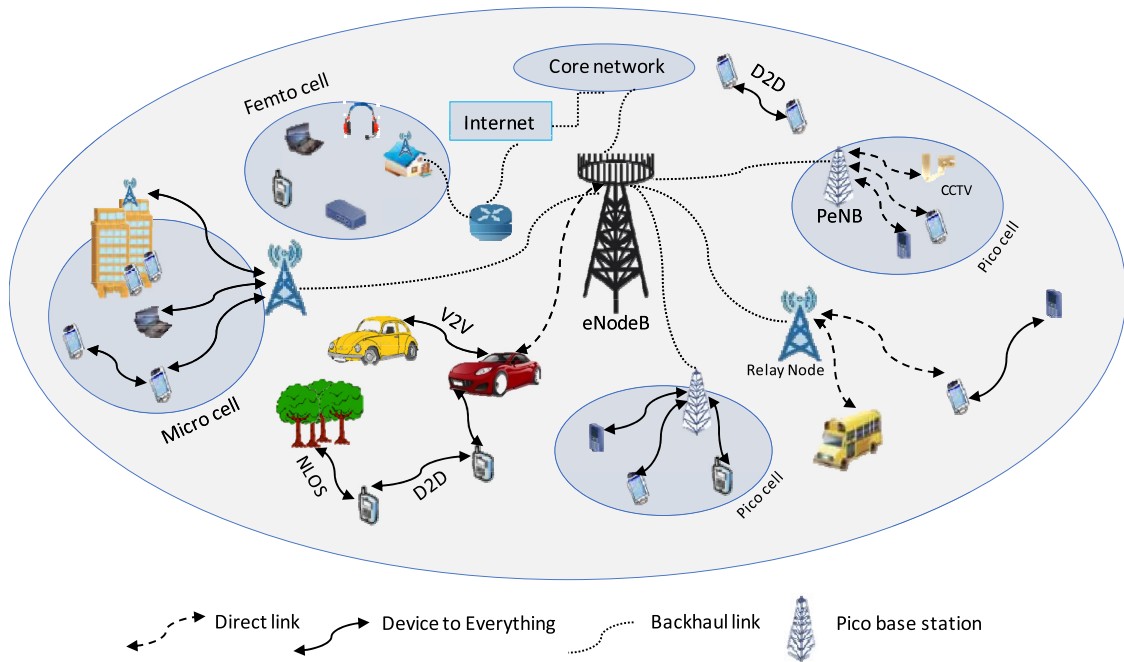 Core network
D2D
Femto cell
Internet
CCTV
PeNB
Pico cell
eNodeB
V2V
Relay Node
Micro cell
NLOS
D2D
Pico cell
Direct link
Device to Everything
Backhaul link
Pico base station